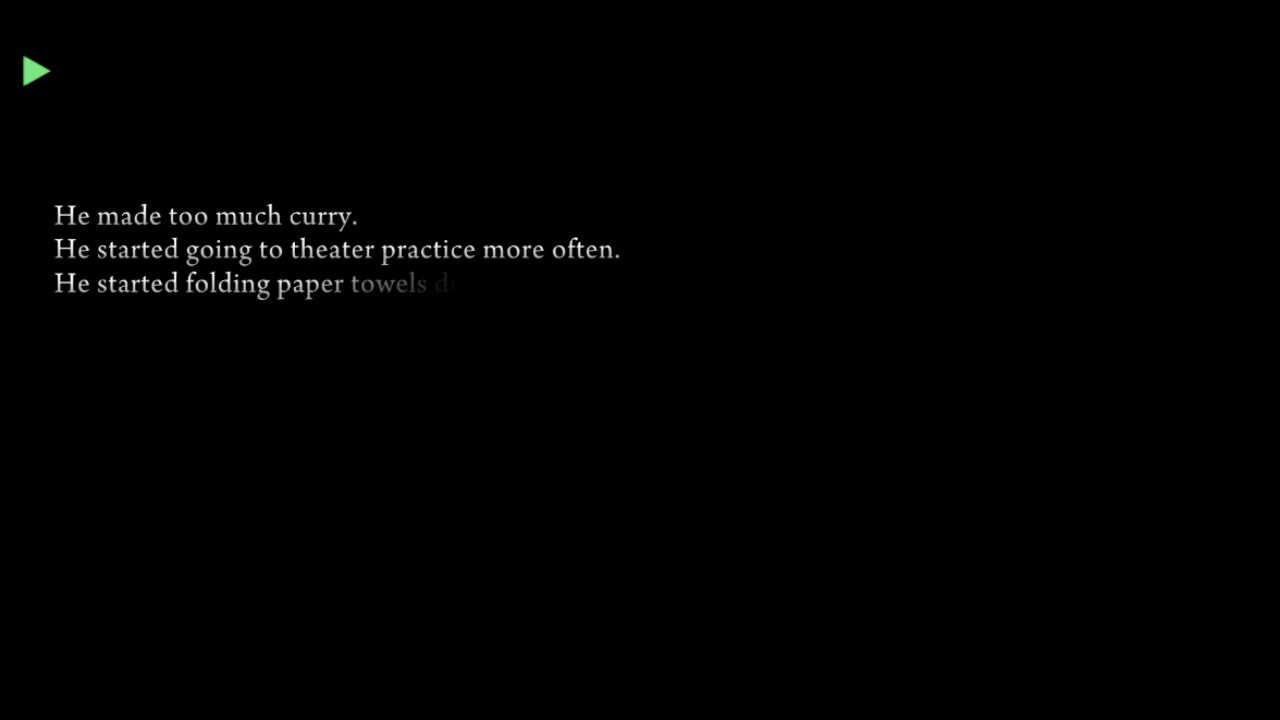 He made too much curry.
He started going to theater practice more often.
He started folding paper towels